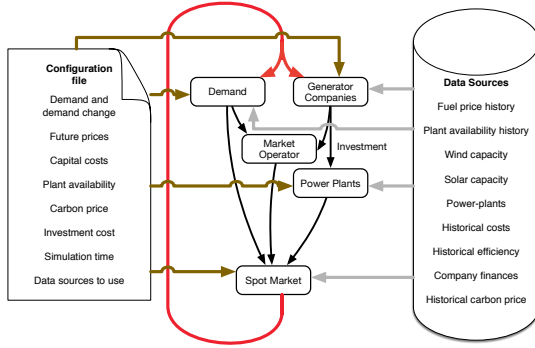 Configuration
file
Demand and
demand change
Future prices
Capital costs
Plant availability
Carbon price
Investment cost
Simulation time
Data sources to use
Demand
Generator
Companies
Market
Operator
Investment
Power Plants
Spot Market
Data Sources
Fuel price history
Plant availability history
Wind capacity
Solar capacity
Power-plants
Historical costs
Historical efficiency
Company finances
Historical carbon price